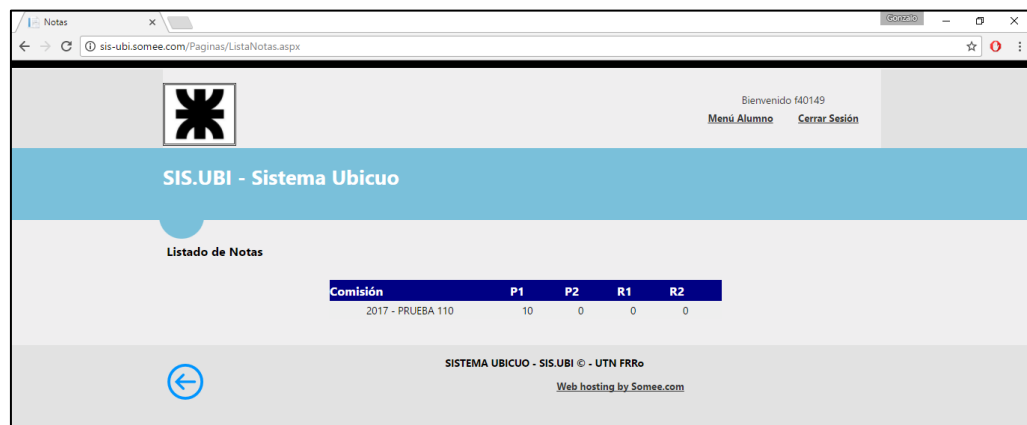 Notas
Gonzalo
sis-ubi.somee.com/Paginas/ListaNotas.aspx
Bienvenido f40149
Menú Alumno Cerrar Sesión
SIS.UBI - Sistema Ubicuo
Listado de Notas
Comisión P1 P2 R1 R2
2017 - PRUEBA 110 10 0 0 0
SISTEMA UBICUO - SIS.UBI © - UTN FRRo
Web hosting by Somee.com